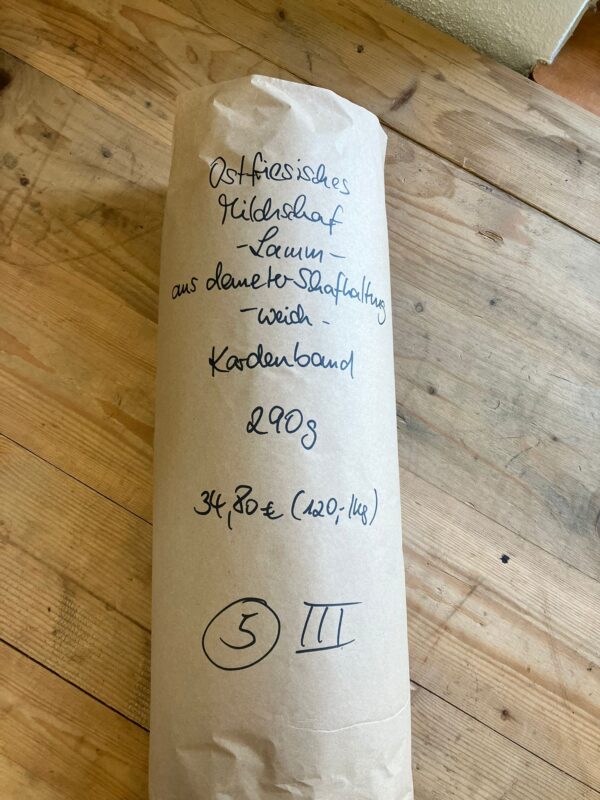 Ostfriesisches
Milchschaf
-Lamm-
aus demeter-Schafhaltung
-weich-
Kardenband
290g
34,80€ (120,-/kg)
5 III